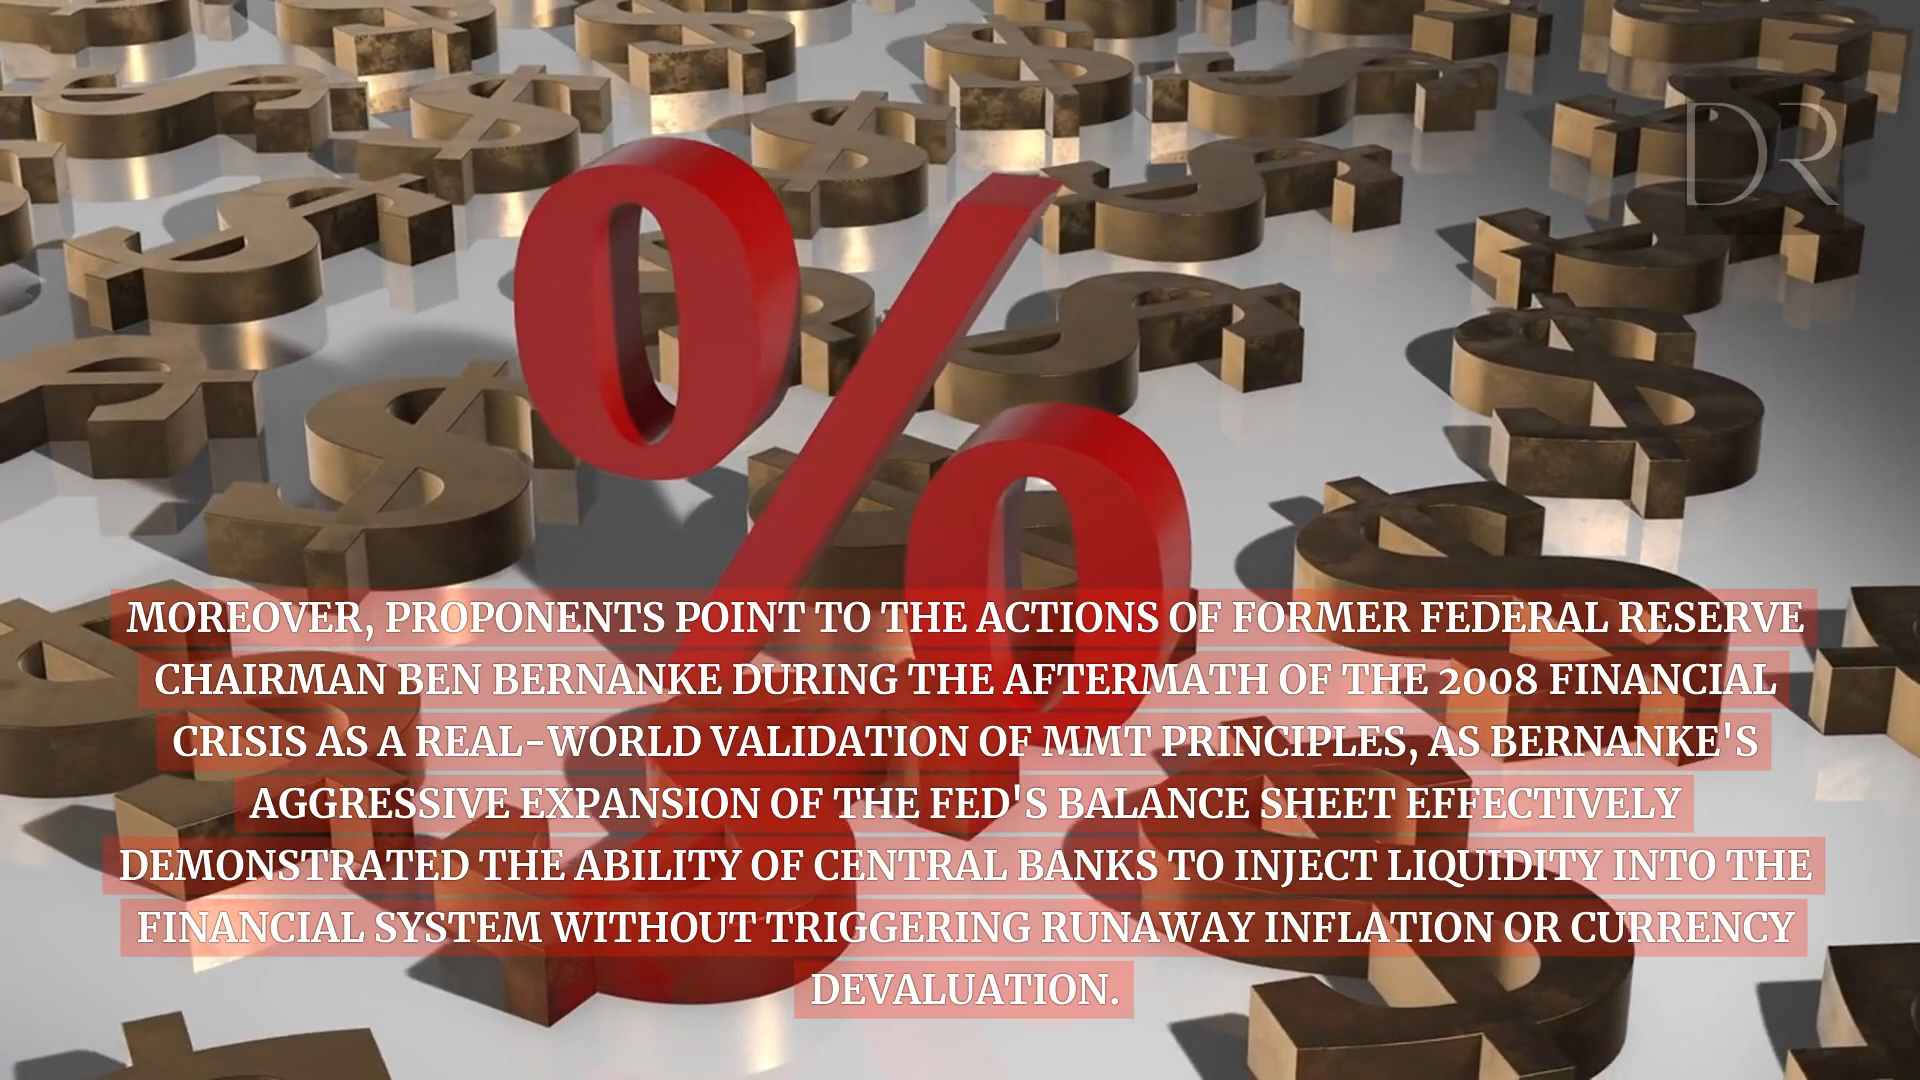 DR
MOREOVER, PROPONENTS POINT TO THE ACTIONS OF FORMER FEDERAL RESERVE
CHAIRMAN BEN BERNANKE DURING THE AFTERMATH OF THE 2008 FINANCIAL
CRISIS AS A REAL-WORLD VALIDATION OF MMT PRINCIPLES, AS BERNANKE'S
AGGRESSIVE EXPANSION OF THE FED'S BALANCE SHEET EFFECTIVELY
DEMONSTRATED THE ABILITY OF CENTRAL BANKS TO INJECT LIQUIDITY INTO THE
FINANCIAL SYSTEM WITHOUT TRIGGERING RUNAWAY INFLATION OR CURRENCY
DEVALUATION.